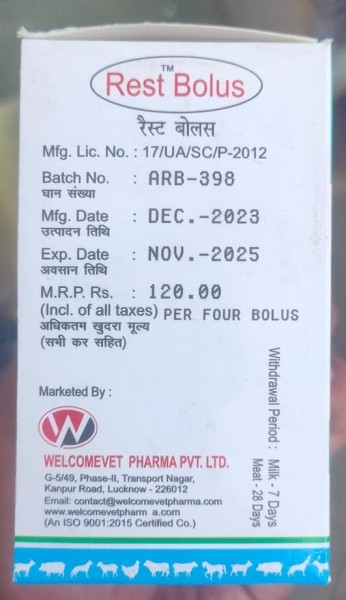 Rest Bolus
TM
रैस्ट बोलस
Mfg. Lic. No. : 17/UA/SC/P-2012
Batch No. : ARB-398
घान संख्या
Mfg. Date : DEC.-2023
उत्पादन तिथि
Exp. Date : NOV.-2025
अवसान तिथि
M.R.P. Rs. : 120.00
(Incl. of all taxes) PER FOUR BOLUS
अधिकतम खुदरा मूल्य
(सभी कर सहित)
Marketed By :
W
WELCOMEVET PHARMA PVT. LTD.
G-5/49, Phase-II, Transport Nagar,
Kanpur Road, Lucknow - 226012
Email: contact@welcomevetpharma.com
www.welcomevetpharm a.com
(An ISO 9001:2015 Certified Co.)
Withdrawal Period : Milk - 7 Days
Meat - 28 Days